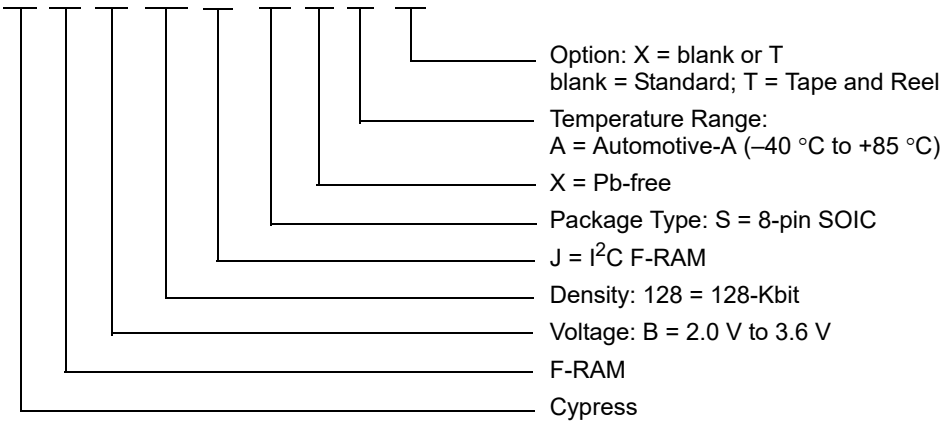 Option: X = blank or T
blank = Standard; T = Tape and Reel
Temperature Range:
A = Automotive-A (–40 °C to +85 °C)
X = Pb-free
Package Type: S = 8-pin SOIC
J = I²C F-RAM
Density: 128 = 128-Kbit
Voltage: B = 2.0 V to 3.6 V
F-RAM
Cypress